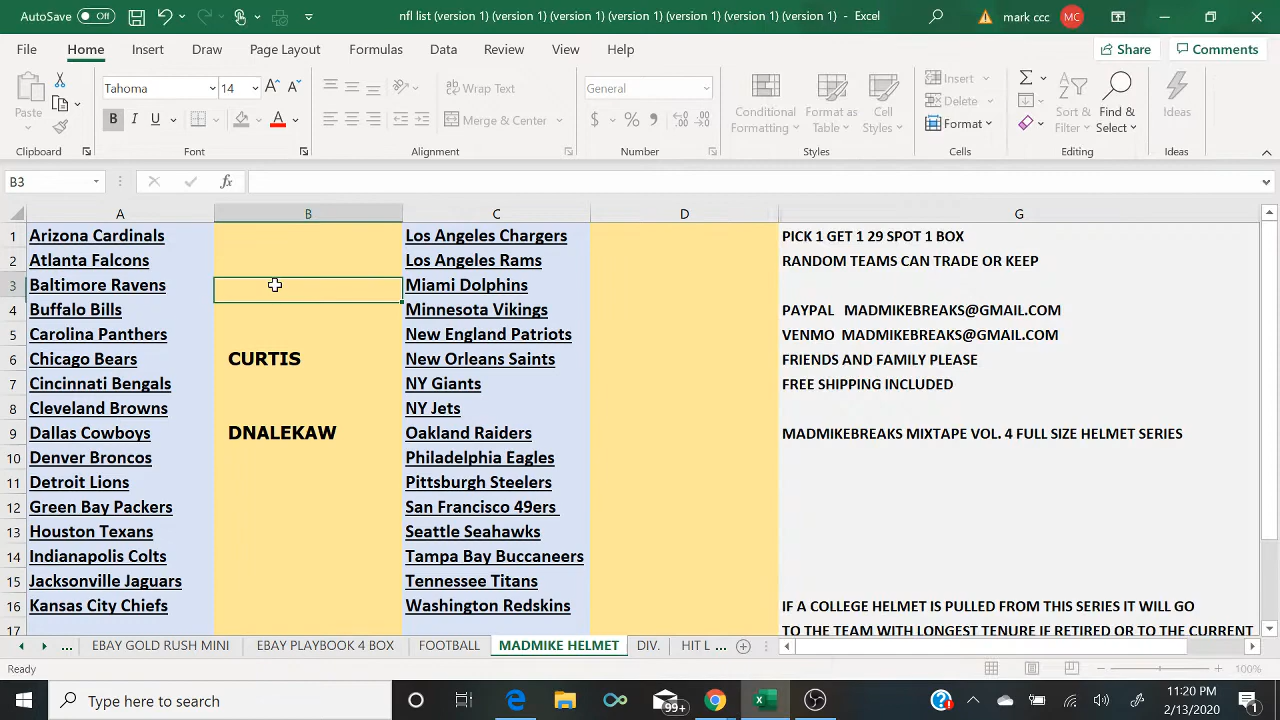 AutoSave Off nfl list (version 1) (version 1) (version 1) (version 1) (version 1) (version 1) - Excel mark ccc MC
File Home Insert Draw Page Layout Formulas Data Review View Help Share Comments
Paste Tahoma 14 Wrap Text General Conditional Formatting Format as Table Cell Styles Insert Sort & Filter Find & Select Ideas
B I U A Merge & Center $ % Delete
Format
Clipboard Font Alignment Number Styles Cells Editing Ideas
B3 fx
A B C D G
1 Arizona Cardinals Los Angeles Chargers PICK 1 GET 1 29 SPOT 1 BOX
2 Atlanta Falcons Los Angeles Rams RANDOM TEAMS CAN TRADE OR KEEP
3 Baltimore Ravens Miami Dolphins
4 Buffalo Bills Minnesota Vikings PAYPAL MADMIKEBREAKS@GMAIL.COM
5 Carolina Panthers New England Patriots VENMO MADMIKEBREAKS@GMAIL.COM
6 Chicago Bears CURTIS New Orleans Saints FRIENDS AND FAMILY PLEASE
7 Cincinnati Bengals NY Giants FREE SHIPPING INCLUDED
8 Cleveland Browns NY Jets
9 Dallas Cowboys DNALEKAW Oakland Raiders MADMIKEBREAKS MIXTAPE VOL. 4 FULL SIZE HELMET SERIES
10 Denver Broncos Philadelphia Eagles
11 Detroit Lions Pittsburgh Steelers
12 Green Bay Packers San Francisco 49ers
13 Houston Texans Seattle Seahawks
14 Indianapolis Colts Tampa Bay Buccaneers
15 Jacksonville Jaguars Tennessee Titans
16 Kansas City Chiefs Washington Redskins IF A COLLEGE HELMET IS PULLED FROM THIS SERIES IT WILL GO
17 TO THE TEAM WITH LONGEST TENURE IF RETIRED OR TO THE CURRENT
... EBAY GOLD RUSH MINI EBAY PLAYBOOK 4 BOX FOOTBALL MADMIKE HELMET DIV. HIT L ...
Ready 100%
Type here to search 99+ 11:20 PM
2/13/2020 1